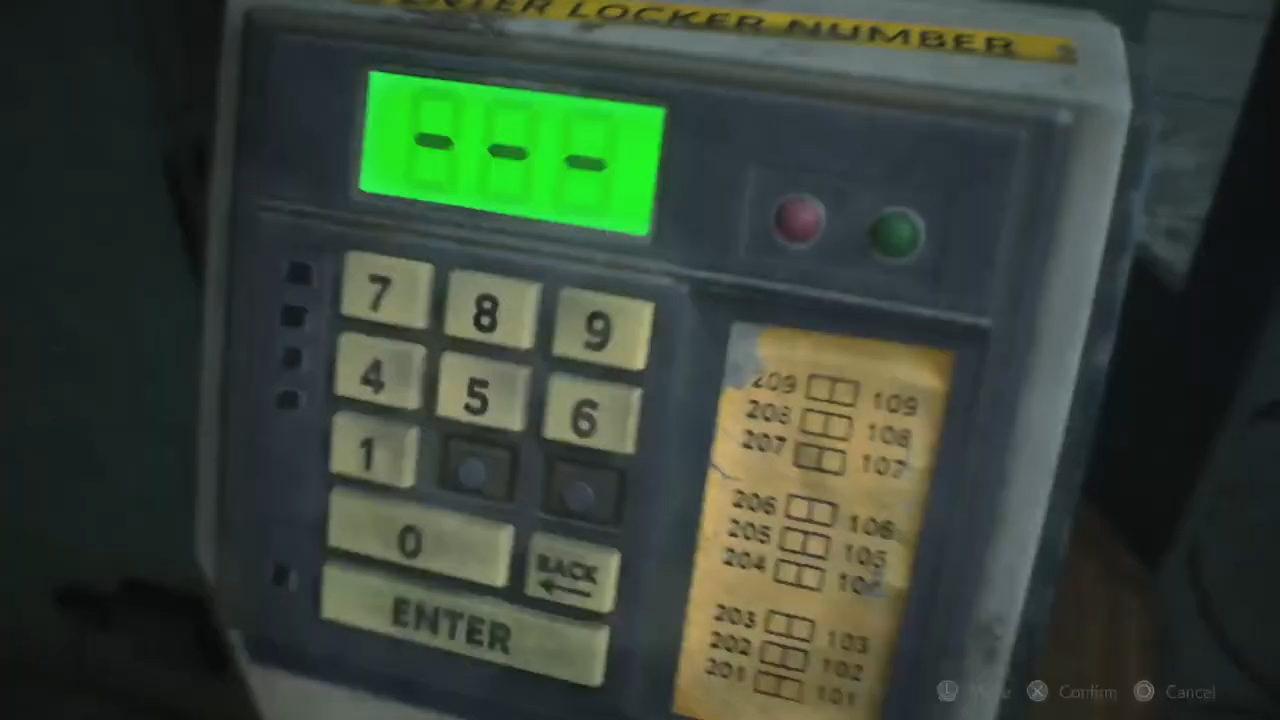 ENTER LOCKER NUMBER
7 8 9
4 5 6
1
0 BACK
ENTER
209 109
208 108
207 107
206 106
205 105
204
203 103
202 102
201 101
L Confirm Cancel